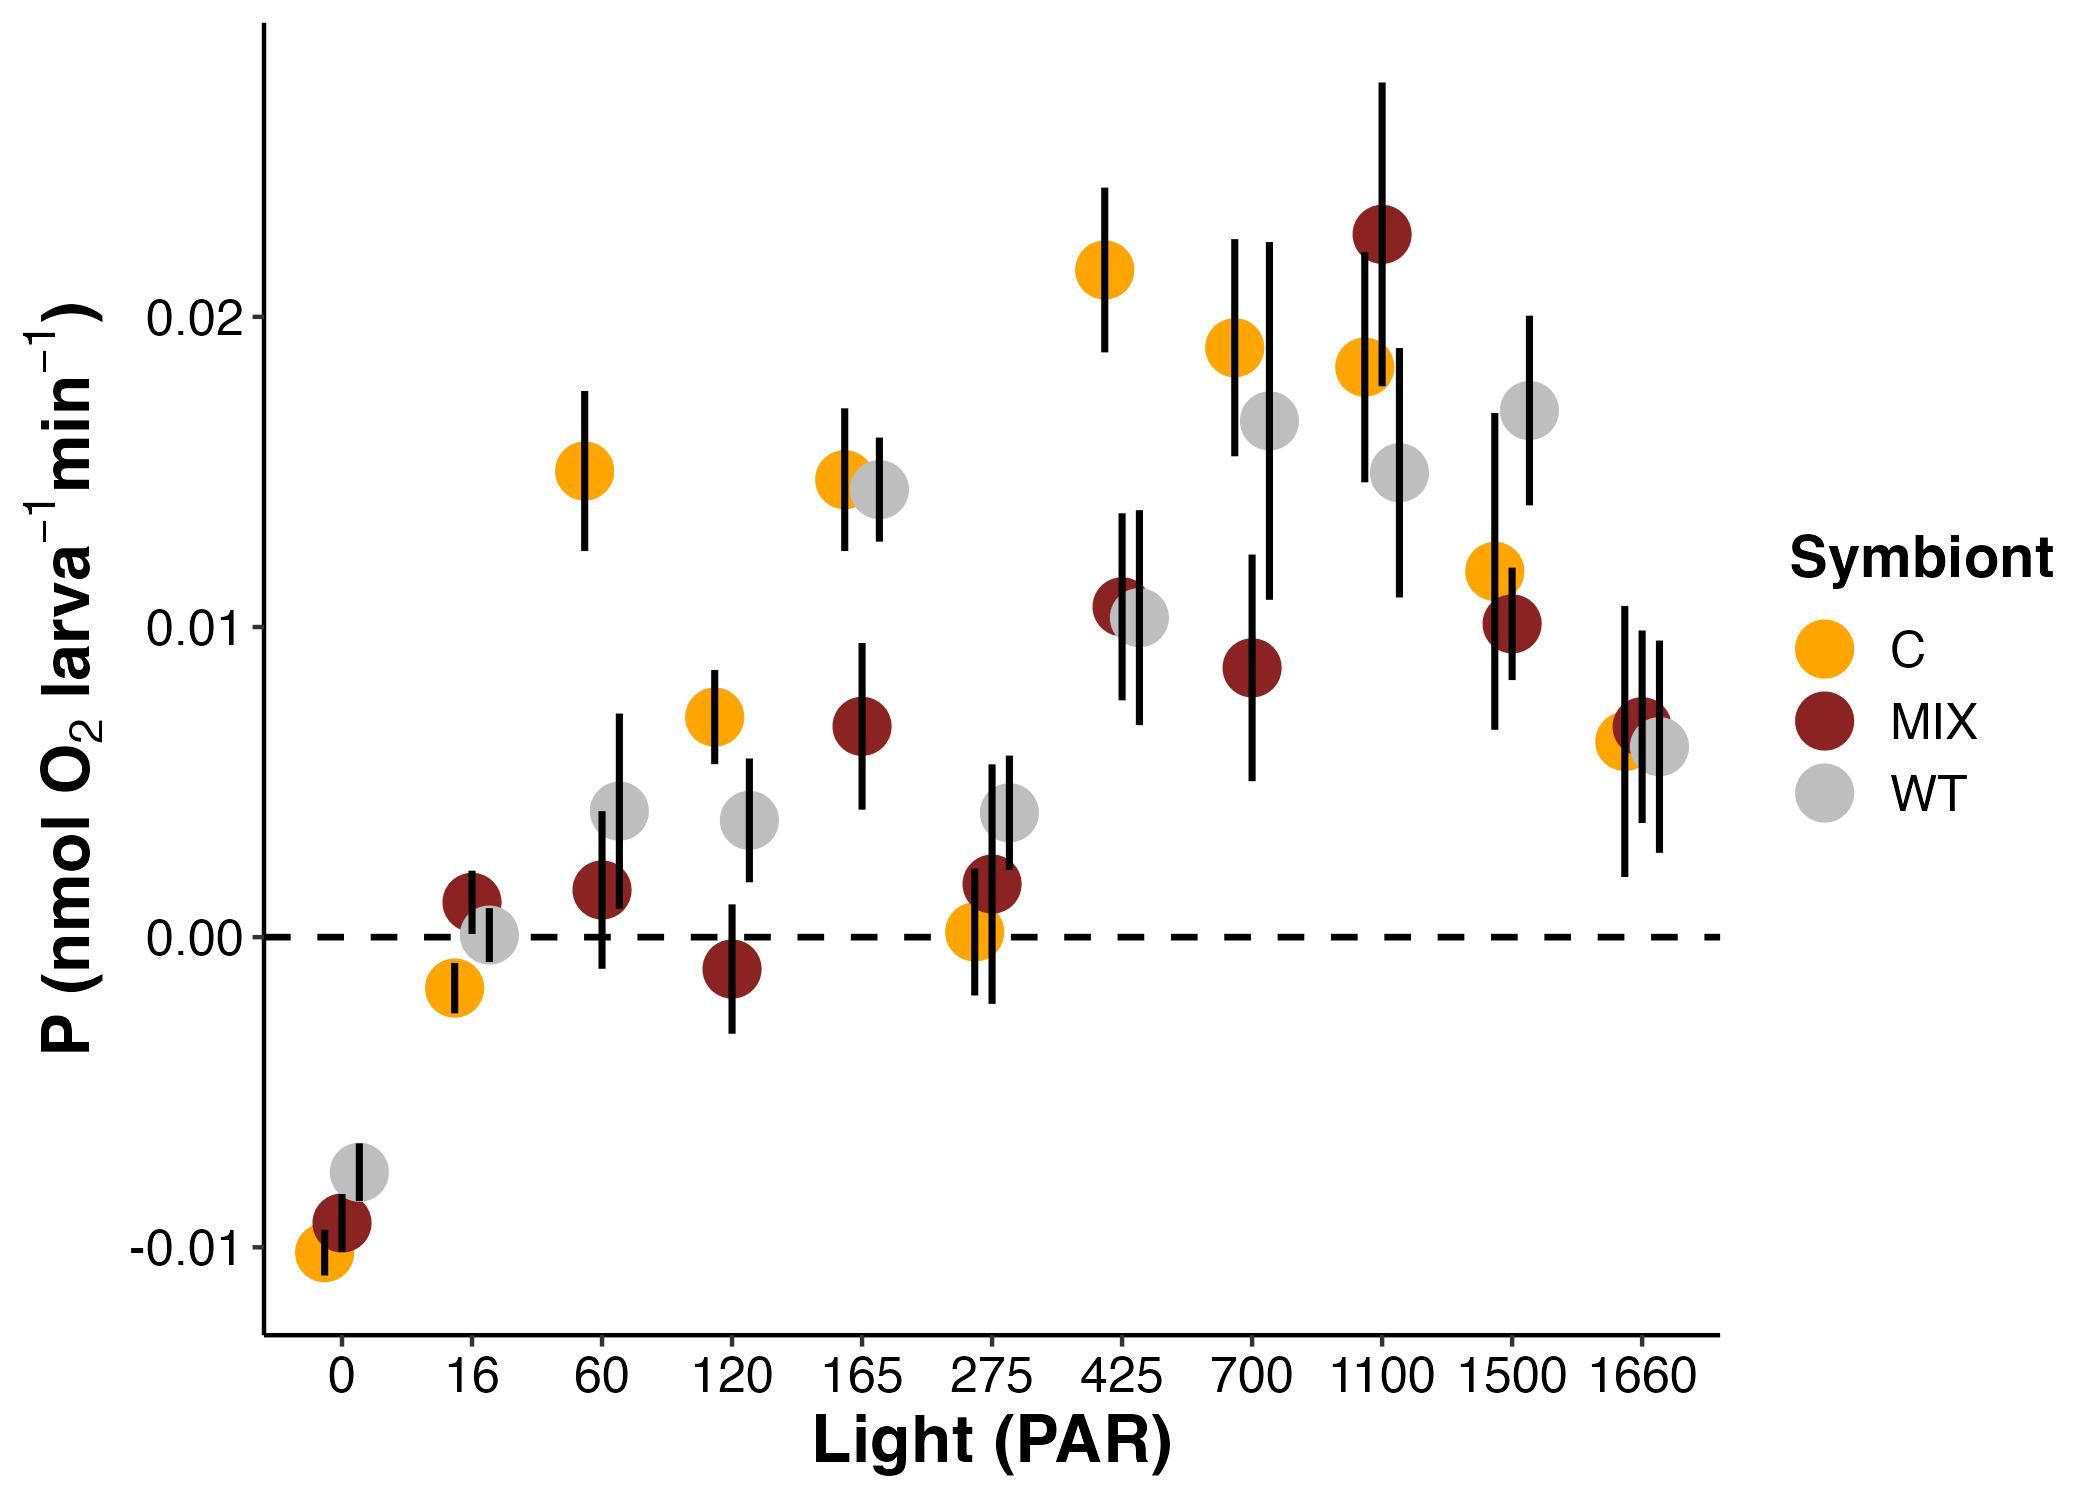 P (nmol O₂ larva⁻¹min⁻¹)
0.02
0.01
0.00
-0.01
0 16 60 120 165 275 425 700 1100 1500 1660
Light (PAR)
Symbiont
C
MIX
WT